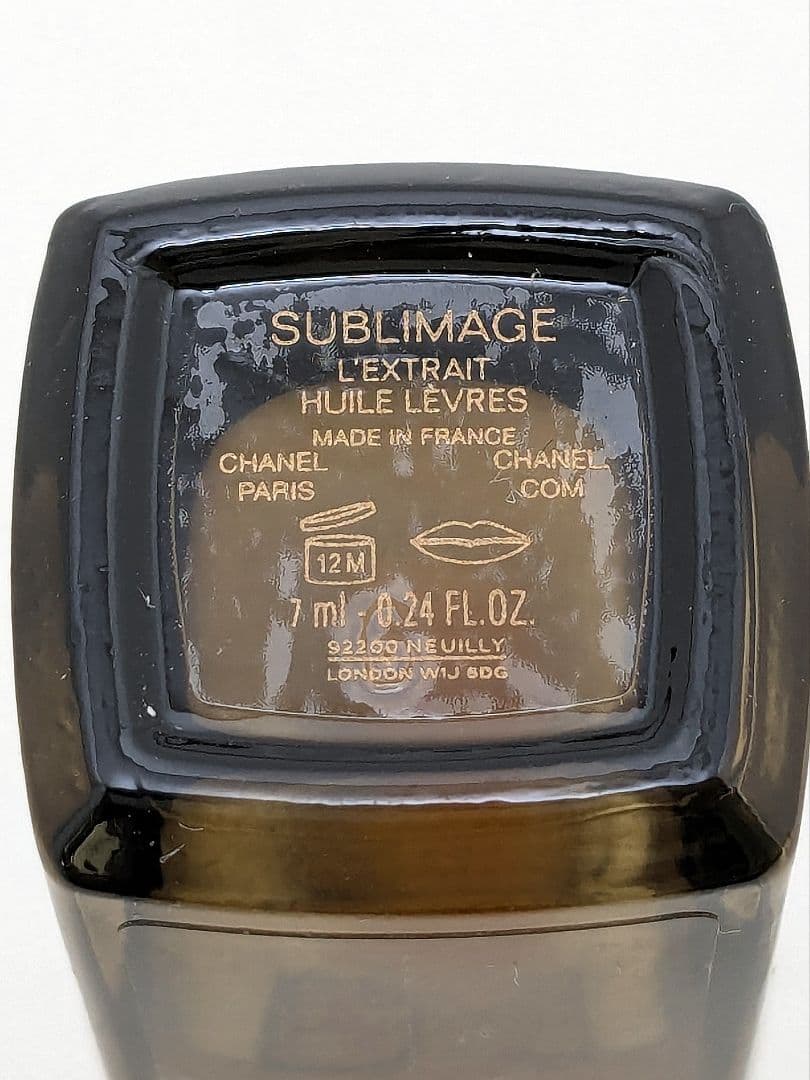 SUBLIMAGE
L'EXTRAIT
HUILE LÈVRES
MADE IN FRANCE
CHANEL CHANEL.
PARIS COM
12M
7 ml - 0.24 FL.OZ.
92200 NEUILLY
LONDON W1J 6DG